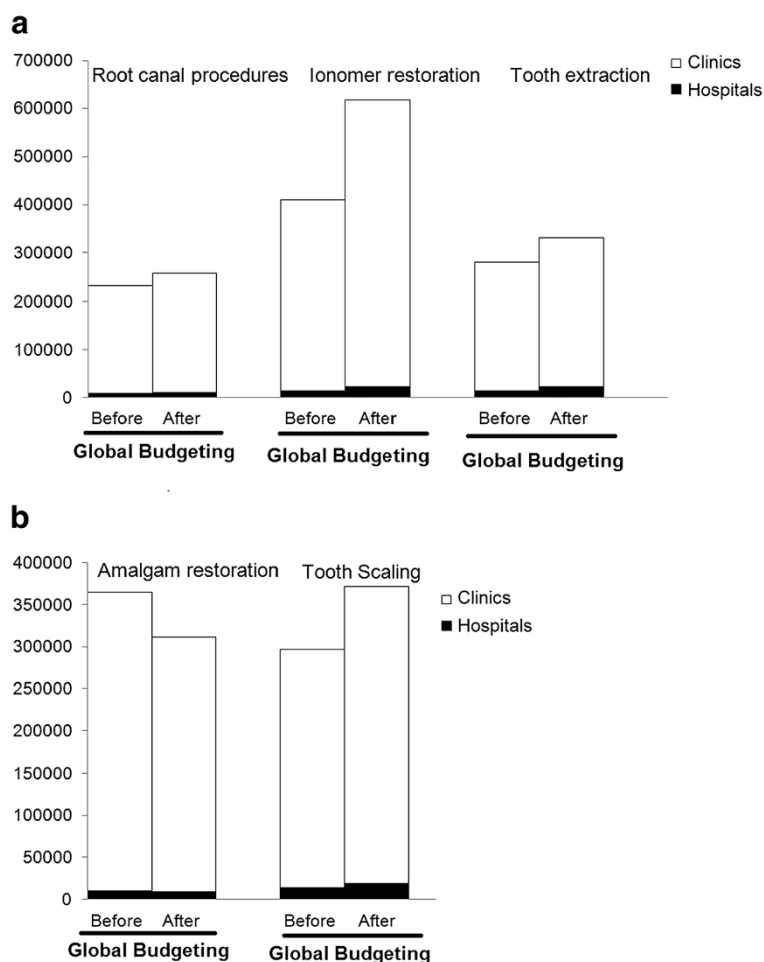 a
700000
Root canal procedures Ionomer restoration Tooth extraction
Clinics
Hospitals
600000
500000
400000
300000
200000
100000
0
Before After Before After Before After
Global Budgeting Global Budgeting Global Budgeting
b
400000
Amalgam restoration Tooth Scaling
Clinics
Hospitals
350000
300000
250000
200000
150000
100000
50000
0
Before After Before After
Global Budgeting Global Budgeting